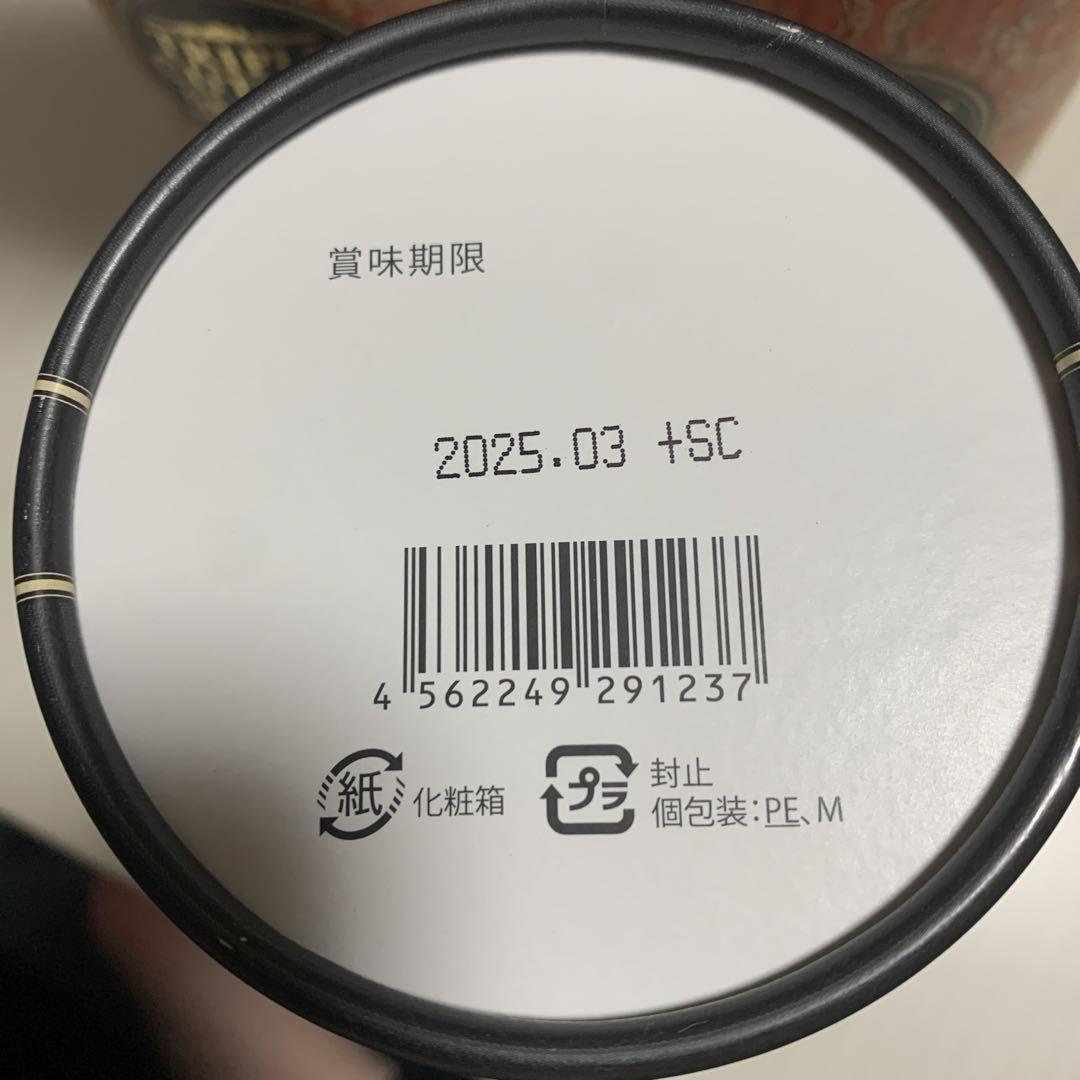 賞味期限
2025.03 +SC
4 562249 291237
紙 化粧箱
プラ 封止
個包装：PE、M